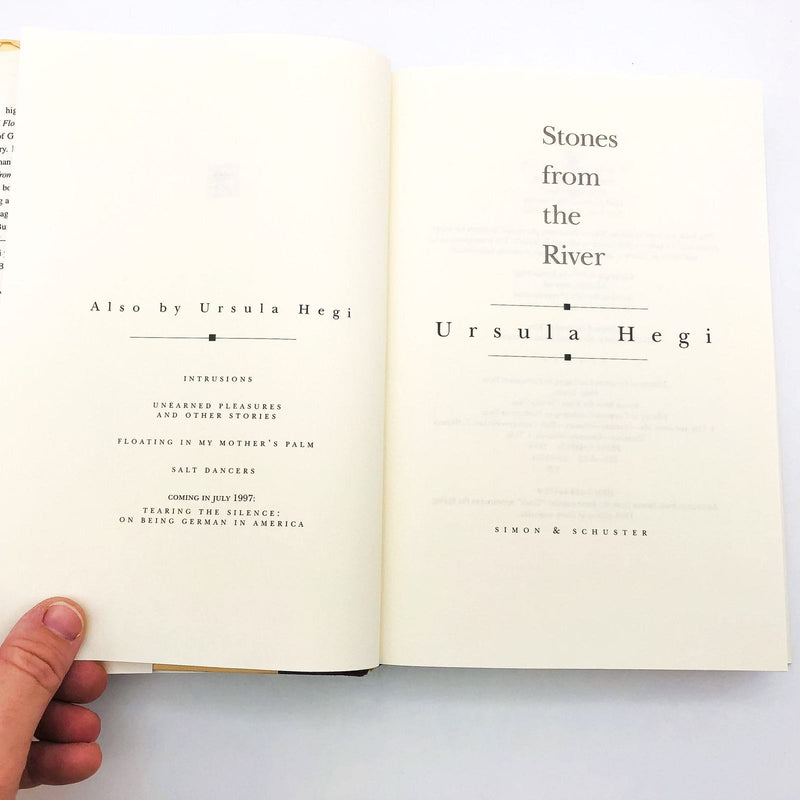 Also by Ursula Hegi
INTRUSIONS
UNEARNED PLEASURES
AND OTHER STORIES
FLOATING IN MY MOTHER'S PALM
SALT DANCERS
COMING IN JULY 1997:
TEARING THE SILENCE:
ON BEING GERMAN IN AMERICA
Stones
from
the
River
Ursula Hegi
SIMON & SCHUSTER